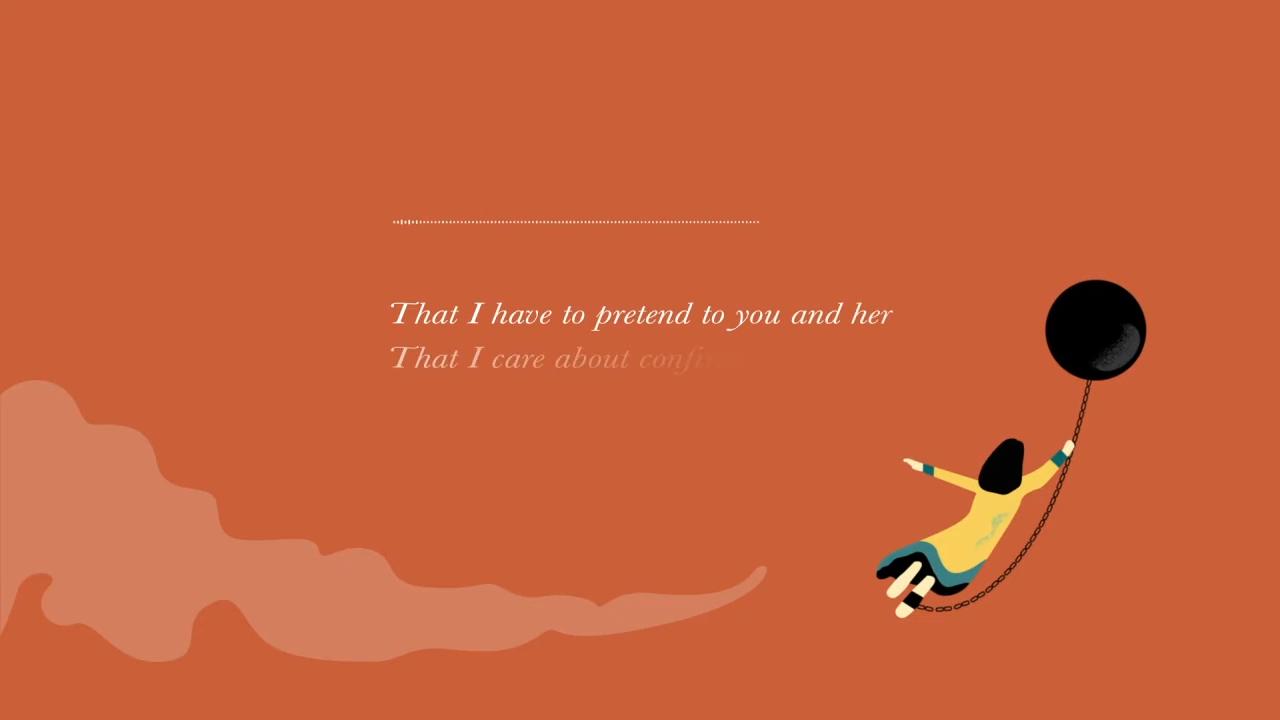 That I have to pretend to you and her
That I care about